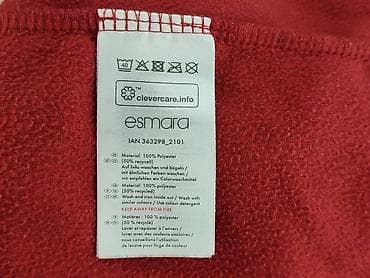 40
clevercare.info
esmara
IAN 363298_2101
Material: 100% Polyester
(50% recycelt)
Auf links waschen und bügeln /
mit ähnlichen Farben waschen /
wir empfehlen ein Colorwaschmittel
Material: 100% polyester
(50% recycled)
Wash and iron inside out / Wash with
similar colours / Use colour detergent
KEEP AWAY FROM FIRE
Matières: 100 % polyester
(50 % recyclé)
Laver et repasser à l'envers /
laver avec des couleurs similaires /
nous conseillons l'utilisation
de lessive pour linge de couleur